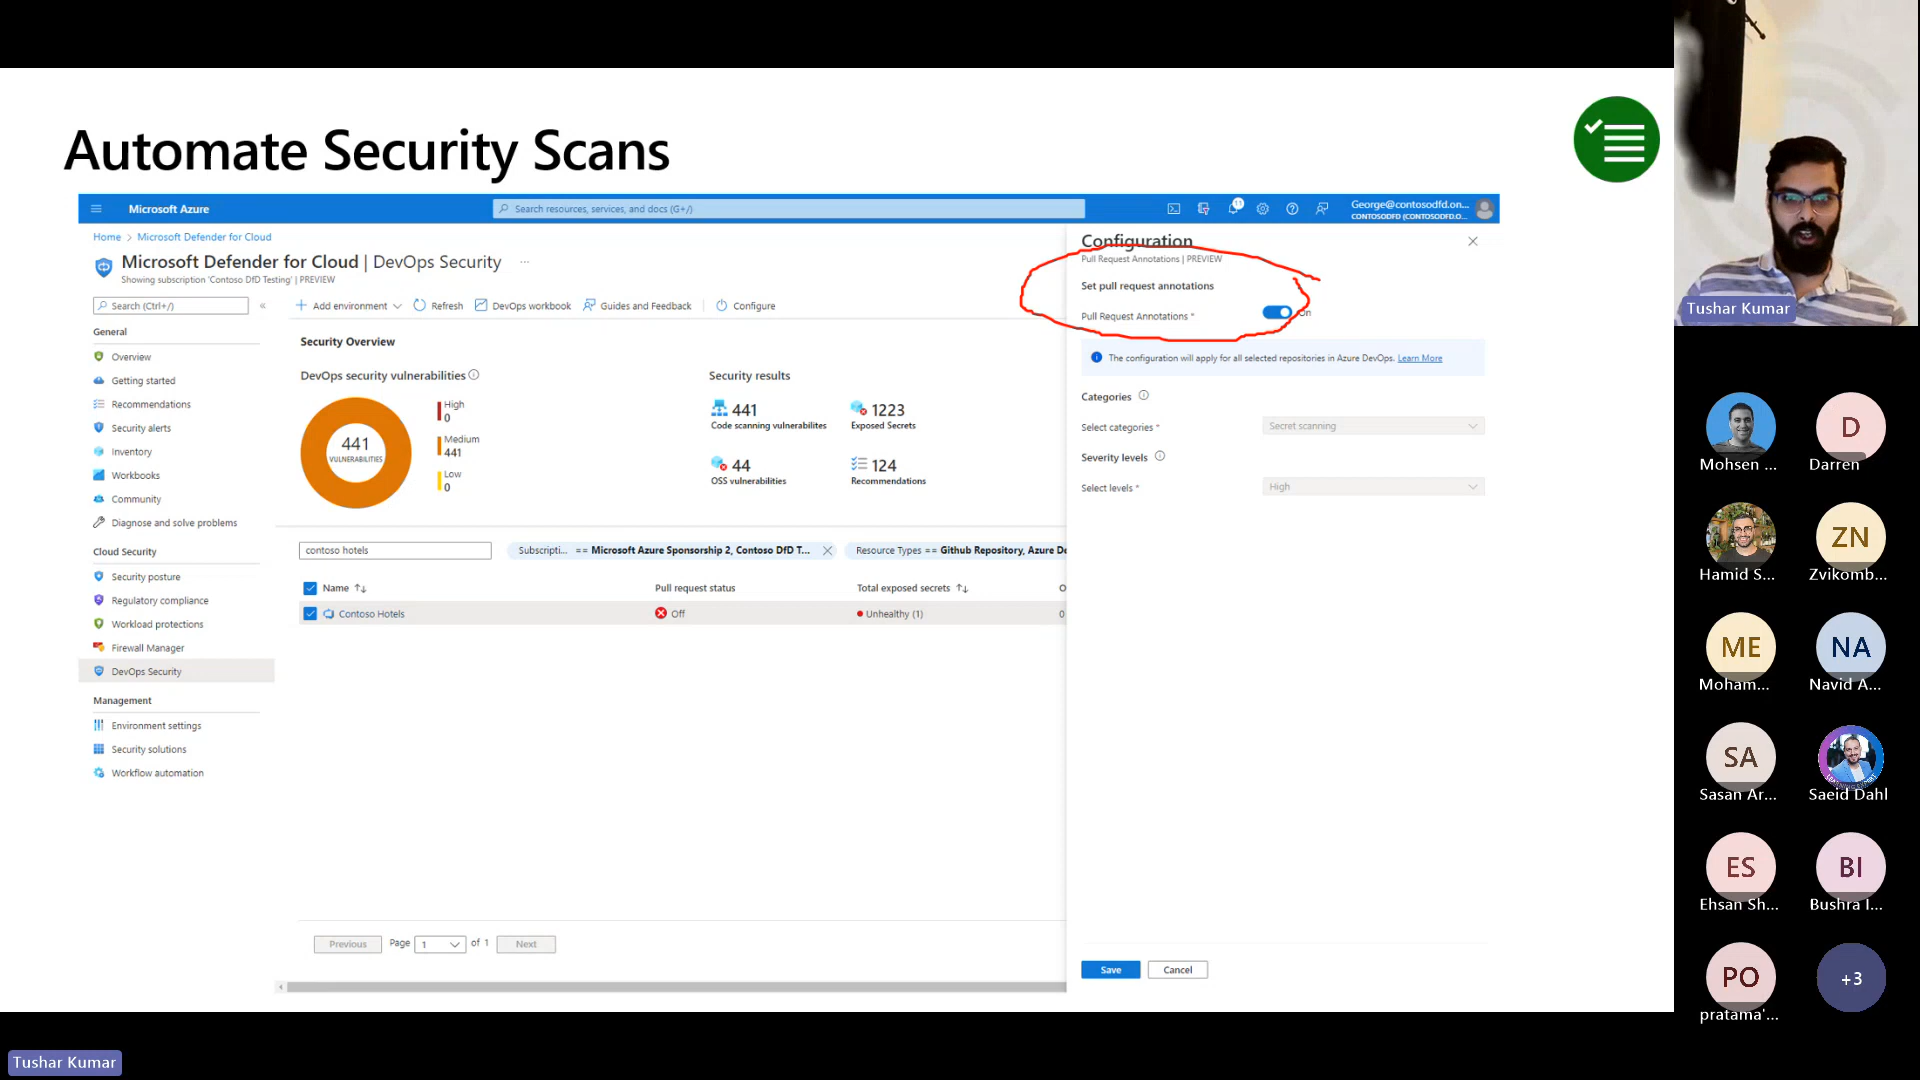 Automate Security Scans
Microsoft Azure
Search resources, services, and docs (G+/)
11
George@contosodfd.on...
CONTOSODFD (CONTOSODFD.O...
Home > Microsoft Defender for Cloud
Microsoft Defender for Cloud | DevOps Security ...
Showing subscription 'Contoso DfD Testing' | PREVIEW
Search (Ctrl+/) «
General
Overview
Getting started
Recommendations
Security alerts
Inventory
Workbooks
Community
Diagnose and solve problems
Cloud Security
Security posture
Regulatory compliance
Workload protections
Firewall Manager
DevOps Security
Management
Environment settings
Security solutions
Workflow automation
+ Add environment Refresh DevOps workbook Guides and Feedback Configure
Security Overview
DevOps security vulnerabilities
441
VULNERABILITIES
High
0
Medium
441
Low
0
Security results
441
Code scanning vulnerabilites
1223
Exposed Secrets
44
OSS vulnerabilities
124
Recommendations
contoso hotels
Subscripti... == Microsoft Azure Sponsorship 2, Contoso DfD T...
Resource Types == Github Repository, Azure De
Name Pull request status Total exposed secrets O
Contoso Hotels Off Unhealthy (1) 0
Previous Page 1 of 1 Next
Configuration
Pull Request Annotations | PREVIEW
Set pull request annotations
Pull Request Annotations * On
The configuration will apply for all selected repositories in Azure DevOps. Learn More
Categories
Select categories * Secret scanning
Severity levels
Select levels * High
Save Cancel
Tushar Kumar
Mohsen ...
D
Darren
Hamid S...
ZN
Zvikomb...
ME
Moham...
NA
Navid A...
SA
Sasan Ar...
Saeid Dahl
ES
Ehsan Sh...
BI
Bushra I...
PO
pratama'...
+3
Tushar Kumar